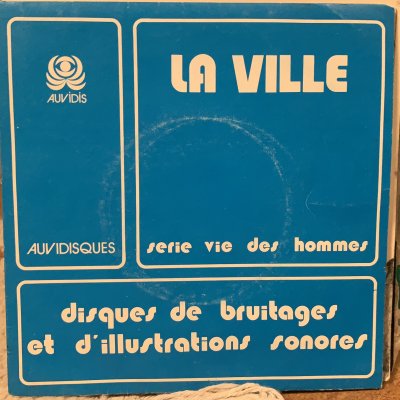 AUVIDIS
LA VILLE
AUVIDISQUES
serie vie des hommes
disques de bruitages
et d'illustrations sonores